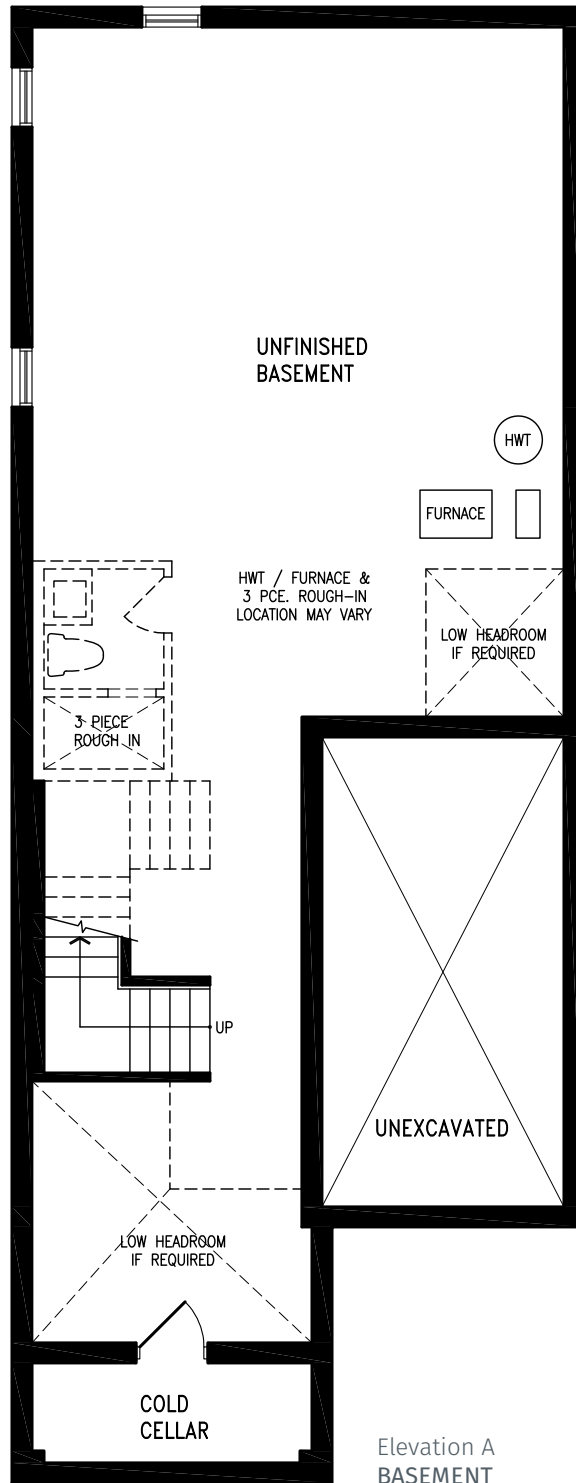 UNFINISHED
BASEMENT
HWT
FURNACE
HWT / FURNACE &
3 PCE. ROUGH-IN
LOCATION MAY VARY
LOW HEADROOM
IF REQUIRED
3 PIECE
ROUGH IN
UP
UNEXCAVATED
LOW HEADROOM
IF REQUIRED
COLD
CELLAR
Elevation A
BASEMENT